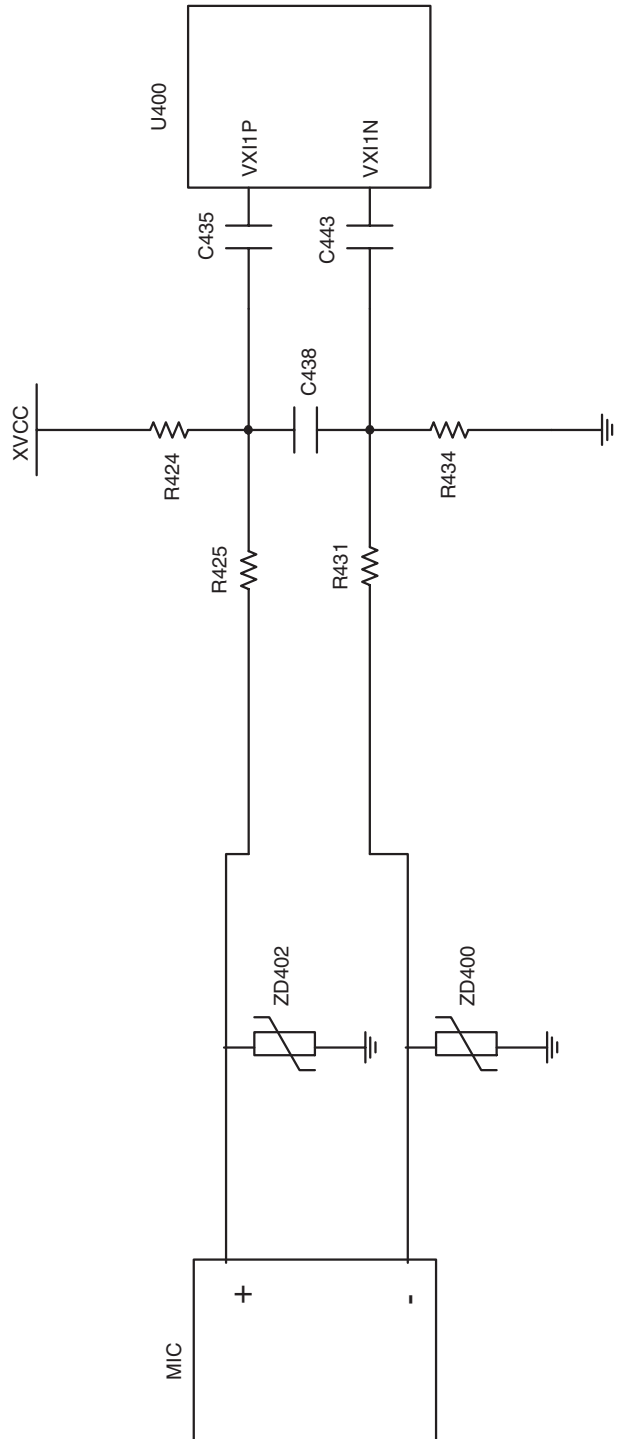 U400
VXI1P
VXI1N
C435
C443
XVCC
R424
C438
R434
R425
R431
ZD402
ZD400
MIC
+
-